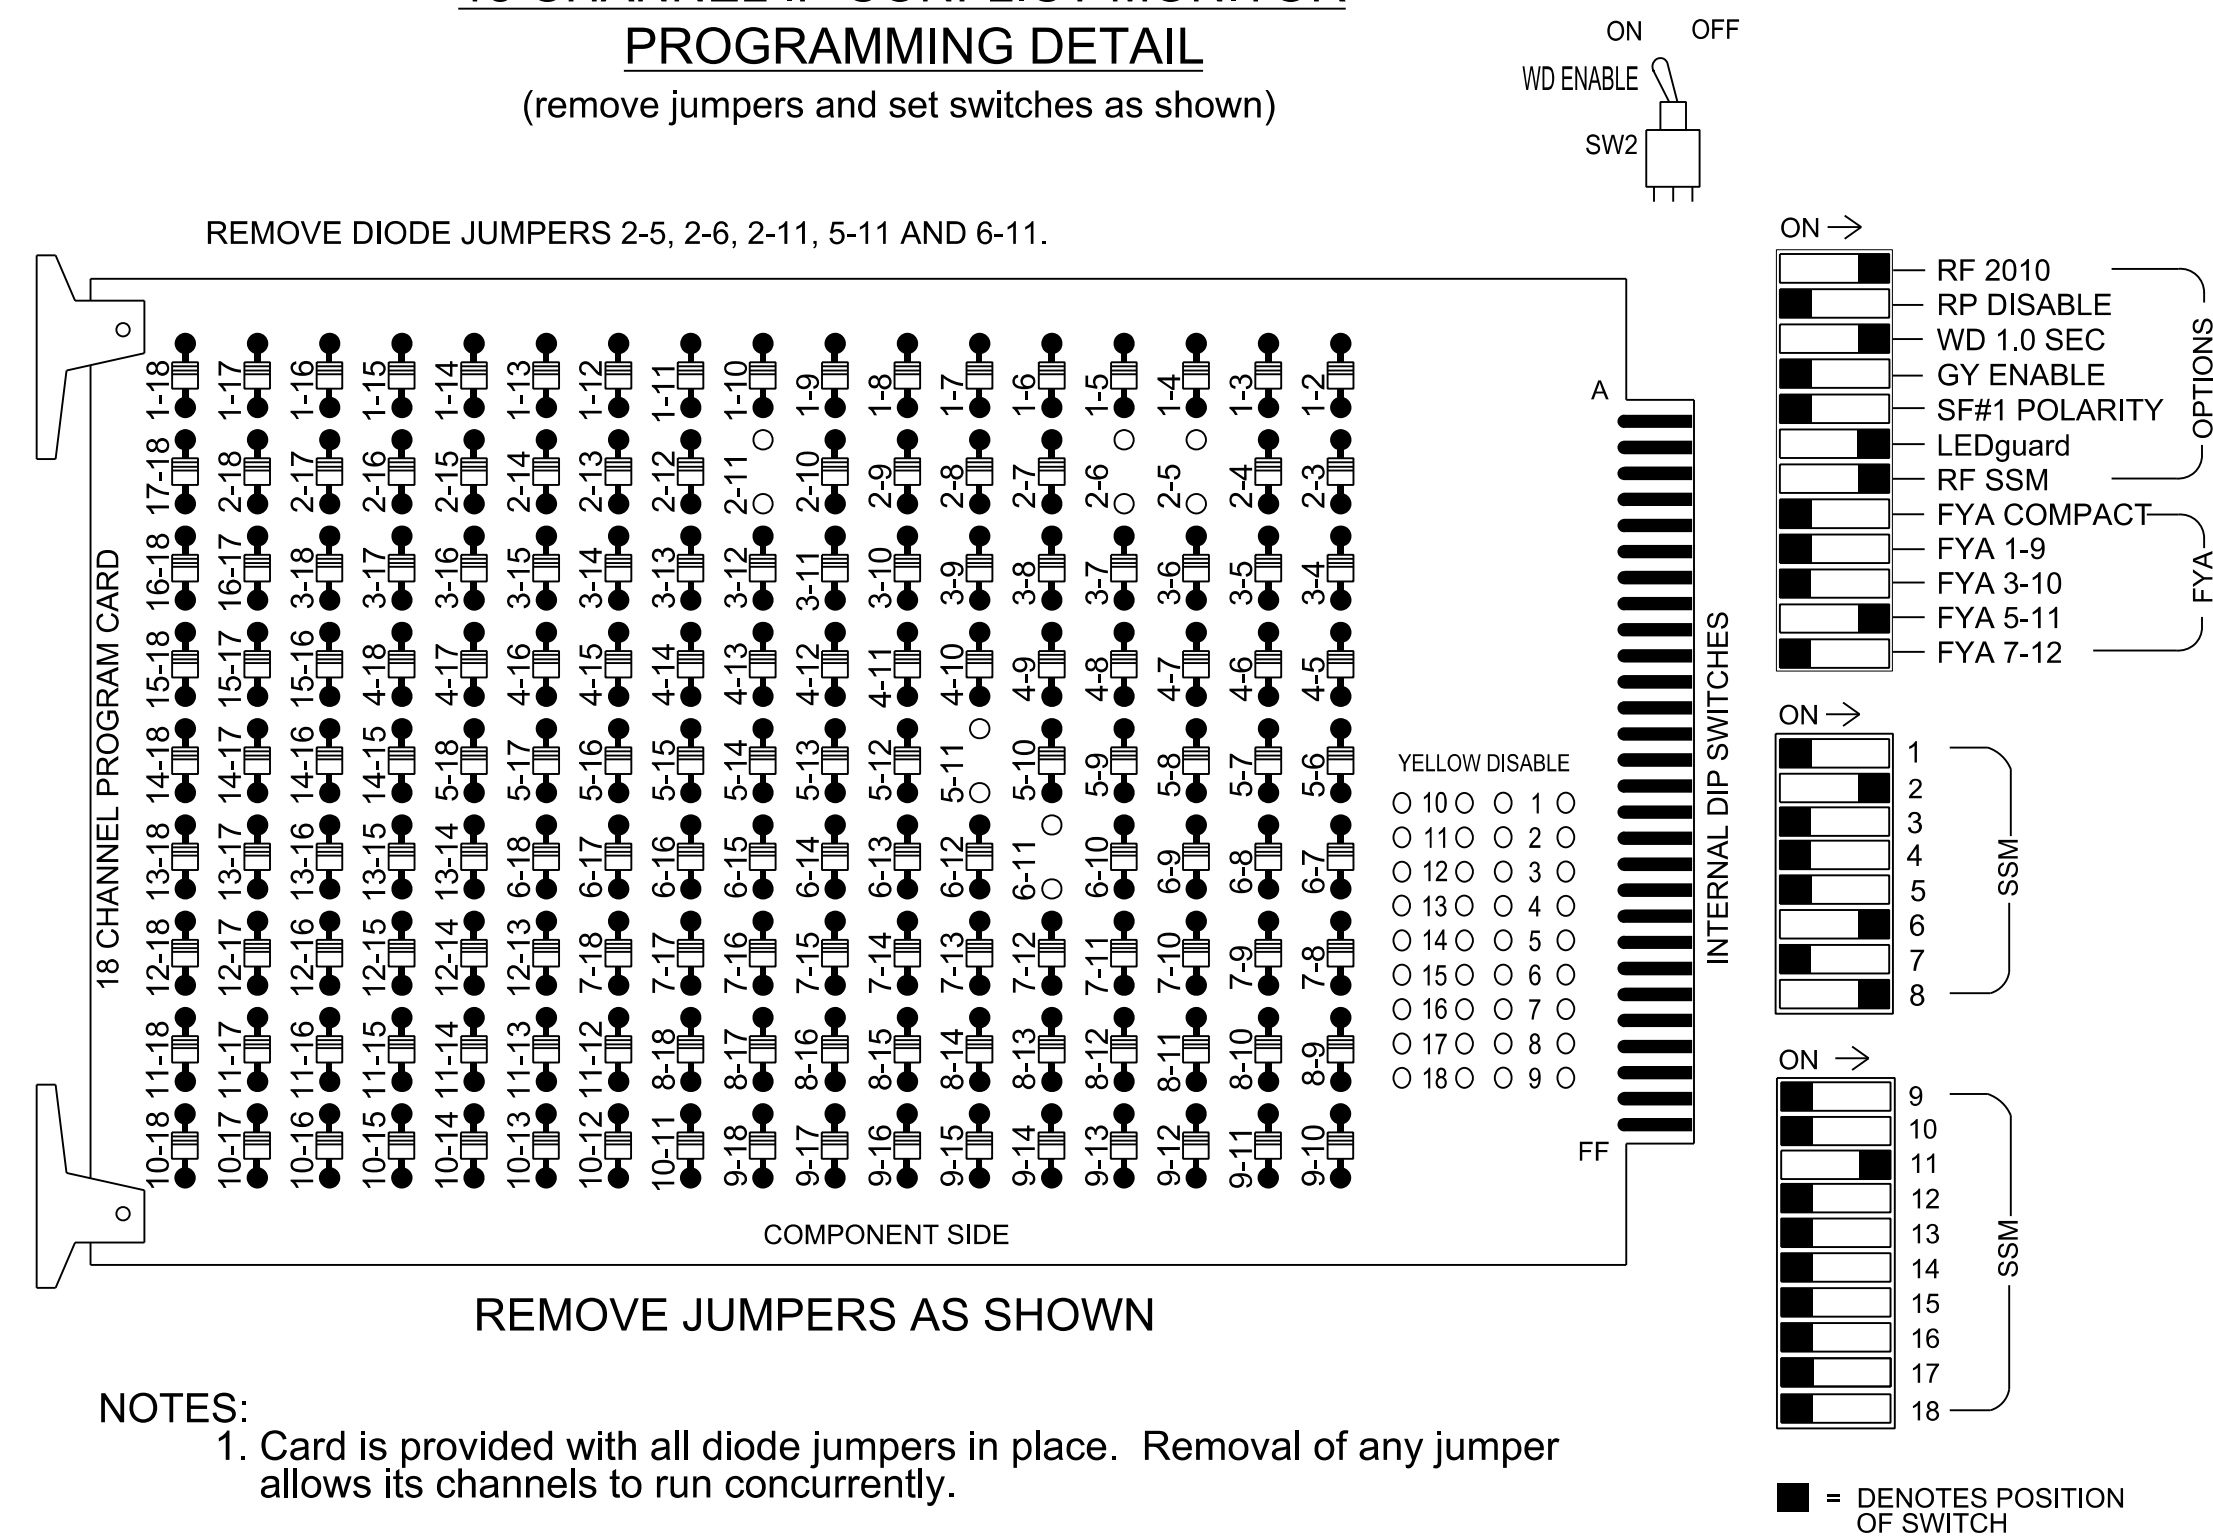 PROGRAMMING DETAIL
(remove jumpers and set switches as shown)
ON OFF
WD ENABLE
SW2
REMOVE DIODE JUMPERS 2-5, 2-6, 2-11, 5-11 AND 6-11.
18 CHANNEL PROGRAM CARD
1-18 1-17 1-16 1-15 1-14 1-13 1-12 1-11 1-10 1-9 1-8 1-7 1-6 1-5 1-4 1-3 1-2
17-18 2-18 2-17 2-16 2-15 2-14 2-13 2-12 2-11 2-10 2-9 2-8 2-7 2-6 2-5 2-4 2-3
16-18 16-17 3-18 3-17 3-16 3-15 3-14 3-13 3-12 3-11 3-10 3-9 3-8 3-7 3-6 3-5 3-4
15-18 15-17 15-16 4-18 4-17 4-16 4-15 4-14 4-13 4-12 4-11 4-10 4-9 4-8 4-7 4-6 4-5
14-18 14-17 14-16 14-15 5-18 5-17 5-16 5-15 5-14 5-13 5-12 5-11 5-10 5-9 5-8 5-7 5-6
13-18 13-17 13-16 13-15 13-14 6-18 6-17 6-16 6-15 6-14 6-13 6-12 6-11 6-10 6-9 6-8 6-7
12-18 12-17 12-16 12-15 12-14 12-13 7-18 7-17 7-16 7-15 7-14 7-13 7-12 7-11 7-10 7-9 7-8
11-18 11-17 11-16 11-15 11-14 11-13 11-12 8-18 8-17 8-16 8-15 8-14 8-13 8-12 8-11 8-10 8-9
10-18 10-17 10-16 10-15 10-14 10-13 10-12 10-11 9-18 9-17 9-16 9-15 9-14 9-13 9-12 9-11 9-10
YELLOW DISABLE
10 1
11 2
12 3
13 4
14 5
15 6
16 7
17 8
18 9
A
FF
COMPONENT SIDE
INTERNAL DIP SWITCHES
ON
RF 2010
RP DISABLE
WD 1.0 SEC
GY ENABLE
SF#1 POLARITY
LEDguard
RF SSM
OPTIONS
FYA COMPACT
FYA 1-9
FYA 3-10
FYA 5-11
FYA 7-12
FYA
ON
1
2
3
4
5
6
7
8
SSM
ON
9
10
11
12
13
14
15
16
17
18
SSM
REMOVE JUMPERS AS SHOWN
NOTES:
1. Card is provided with all diode jumpers in place. Removal of any jumper
allows its channels to run concurrently.
= DENOTES POSITION
OF SWITCH